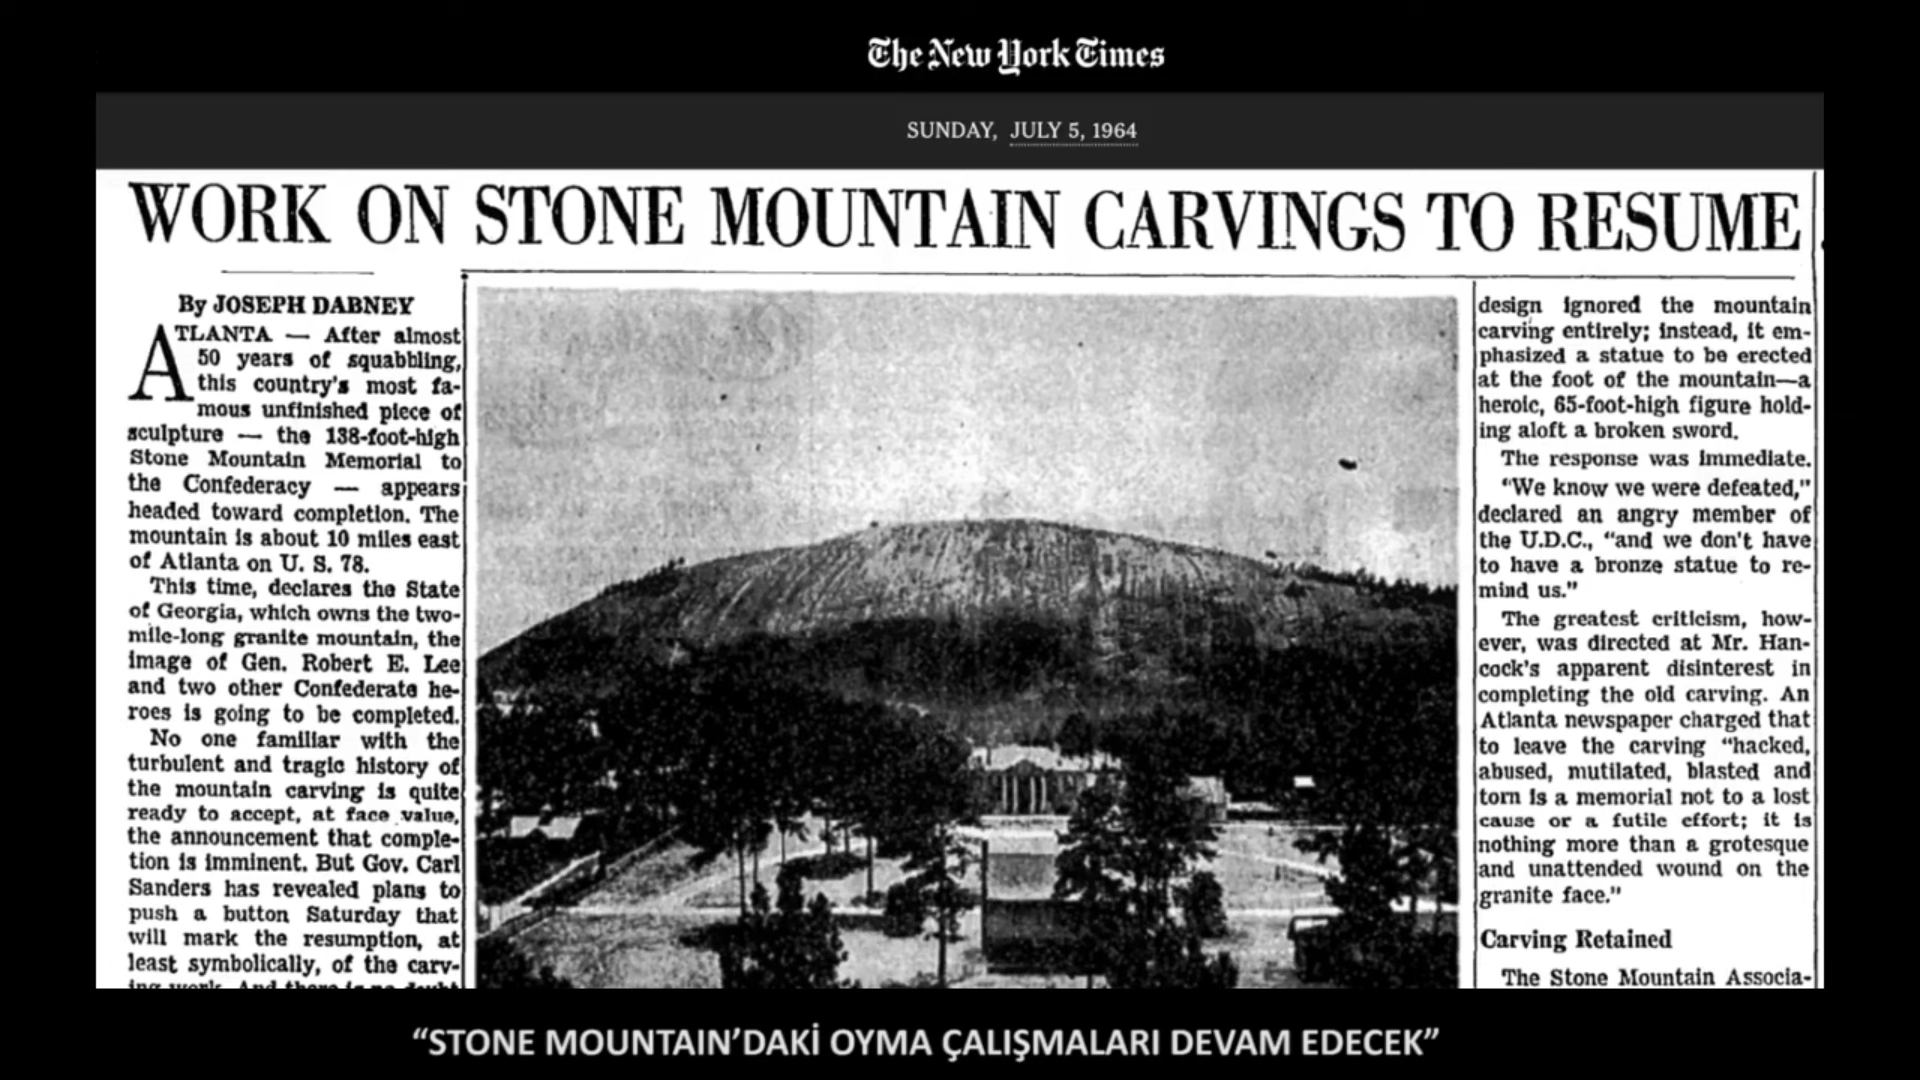 The New York Times
SUNDAY, JULY 5, 1964
WORK ON STONE MOUNTAIN CARVINGS TO RESUME
By JOSEPH DABNEY
ATLANTA — After almost
50 years of squabbling,
this country's most fa-
mous unfinished piece of
sculpture — the 138-foot-high
Stone Mountain Memorial to
the Confederacy — appears
headed toward completion. The
mountain is about 10 miles east
of Atlanta on U. S. 78.
This time, declares the State
of Georgia, which owns the two-
mile-long granite mountain, the
image of Gen. Robert E. Lee
and two other Confederate he-
roes is going to be completed.
No one familiar with the
turbulent and tragic history of
the mountain carving is quite
ready to accept, at face value,
the announcement that comple-
tion is imminent. But Gov. Carl
Sanders has revealed plans to
push a button Saturday that
will mark the resumption, at
least symbolically, of the carv-
ing work. And there is no doubt
design ignored the mountain
carving entirely; instead, it em-
phasized a statue to be erected
at the foot of the mountain—a
heroic, 65-foot-high figure hold-
ing aloft a broken sword.
The response was immediate.
"We know we were defeated,"
declared an angry member of
the U.D.C., "and we don't have
to have a bronze statue to re-
mind us."
The greatest criticism, how-
ever, was directed at Mr. Han-
cock's apparent disinterest in
completing the old carving. An
Atlanta newspaper charged that
to leave the carving "hacked,
abused, mutilated, blasted and
torn is a memorial not to a lost
cause or a futile effort; it is
nothing more than a grotesque
and unattended wound on the
granite face."
Carving Retained
The Stone Mountain Associa-
“STONE MOUNTAIN’DAKİ OYMA ÇALIŞMALARI DEVAM EDECEK”